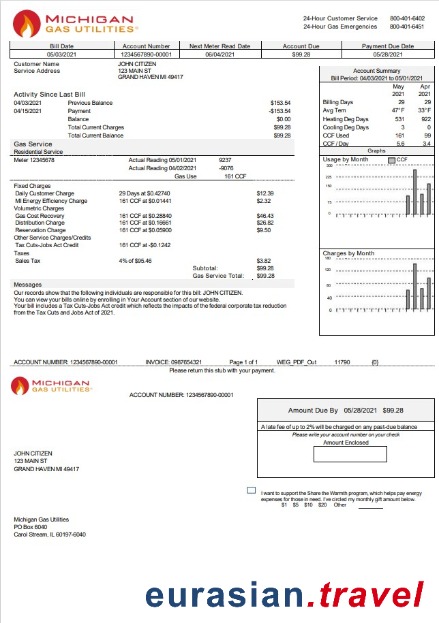 MICHIGAN
GAS UTILITIES
24-Hour Customer Service 800-401-6402
24-Hour Gas Emergencies 800-401-6451
Bill Date Account Number Next Meter Read Date Account Due Payment Due Date
05/03/2021 1234567890-00001 06/04/2021 $99.28 05/28/2021
Customer Name JOHN CITIZEN
Service Address 123 MAIN ST
GRAND HAVEN MI 49417
Account Summary
Bill Period: 04/03/2021 to 05/01/2021
May Apr
2021 2021
Billing Days 29 29
Avg Temp 47°F 33°F
Heating Deg Days 531 922
Cooling Deg Days 3 0
CCF Used 161 99
CCF / Day 5.6 3.4
Graphs
Usage by Month CCF
Charges by Month
Activity Since Last Bill
04/03/2021 Previous Balance $153.54
04/15/2021 Payment -$153.54
Balance $0.00
Total Current Charges $99.28
Total Current Balance $99.28
Gas Service
Residential Service
Meter 12345678 Actual Reading 05/01/2021 9237
Actual Reading 04/02/2021 -9076
Gas Use 161 CCF
Fixed Charges
Daily Customer Charge 29 Days at $0.42740 $12.39
MI Energy Efficiency Charge 161 CCF at $0.01441 $2.32
Volumetric Charges
Gas Cost Recovery 161 CCF at $0.28840 $46.43
Distribution Charge 161 CCF at $0.16661 $26.82
Reservation Charge 161 CCF at $0.05900 $9.50
Other Service Charges/Credits
Tax Cuts-Jobs Act Credit 161 CCF at -$0.1242
Taxes
Sales Tax 4% of $95.46 $3.82
Subtotal: $99.28
Gas Service Total: $99.28
Messages
Our records show that the following individuals are responsible for this bill: JOHN CITIZEN.
You can view your bills online by enrolling in Your Account section of our website.
Your bill includes a Tax Cuts-Jobs Act credit which reflects the impacts of the federal corporate tax reduction
from the Tax Cuts and Jobs Act of 2021.
ACCOUNT NUMBER: 1234567890-00001 INVOICE: 0987654321 Page 1 of 1 WEG_PDF_Out 11790 {0}
Please return this stub with your payment.
MICHIGAN
GAS UTILITIES
ACCOUNT NUMBER: 1234567890-00001
Amount Due By 05/28/2021 $99.28
A late fee of up to 2% will be charged on any past-due balance
Please write your account number on your check
Amount Enclosed
JOHN CITIZEN
123 MAIN ST
GRAND HAVEN MI 49417
I want to support the Share the Warmth program, which helps pay energy
expenses for those in need. I've circled my monthly gift amount below.
$1 $5 $10 $20 Other
Michigan Gas Utilities
PO Box 6040
Carol Stream, IL 60197-6040
eurasian.travel